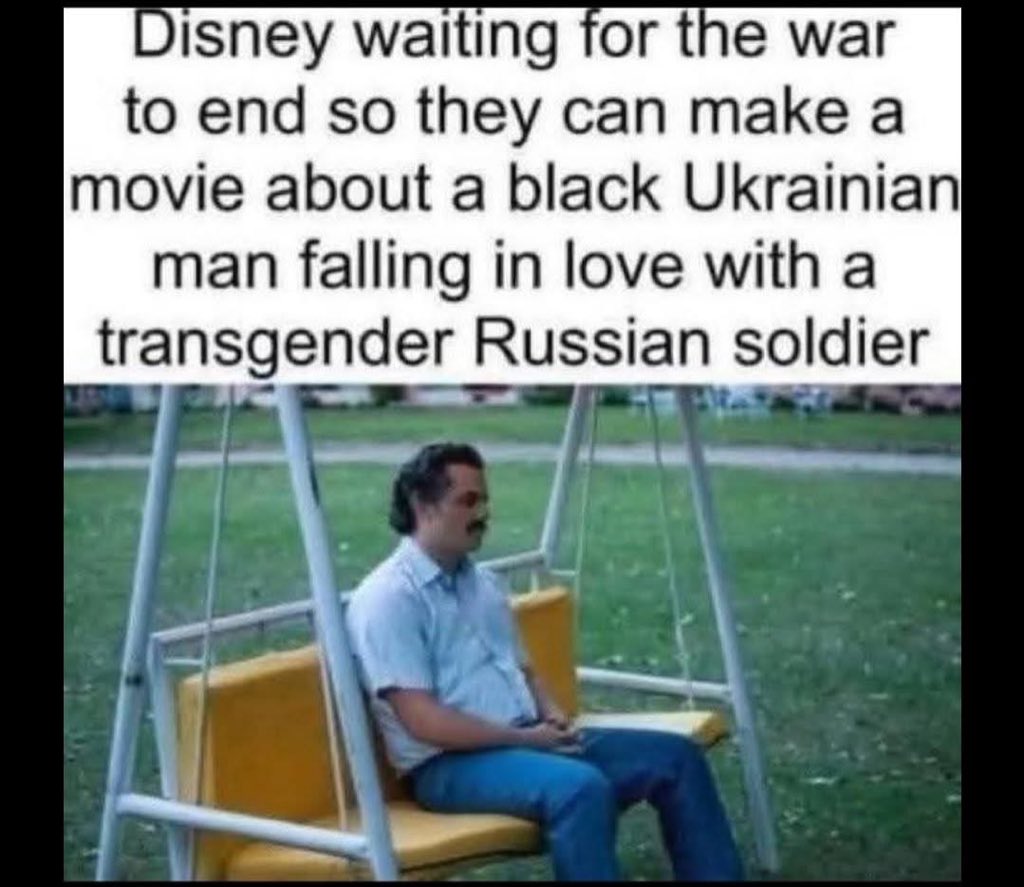 Disney waiting for the war
to end so they can make a
movie about a black Ukrainian
man falling in love with a
transgender Russian soldier